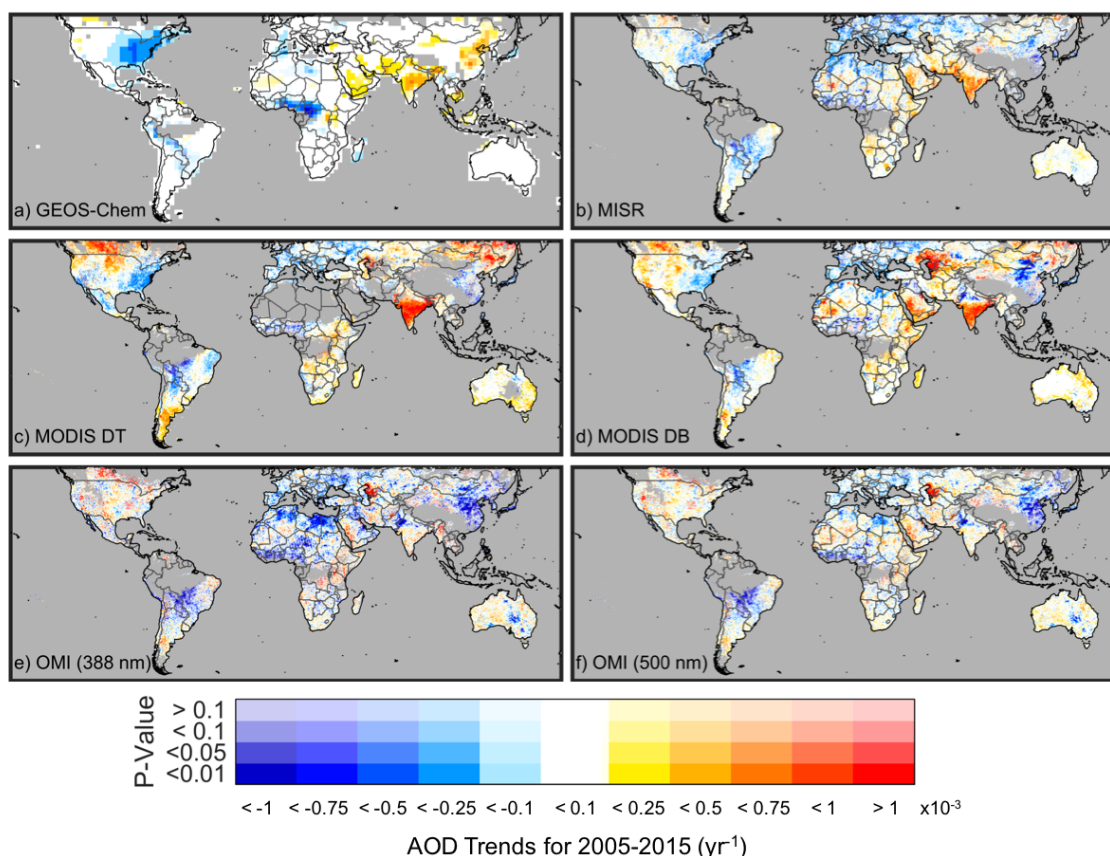 a) GEOS-Chem
b) MISR
c) MODIS DT
d) MODIS DB
e) OMI (388 nm)
f) OMI (500 nm)
P-Value
> 0.1
< 0.1
<0.05
<0.01
< -1 < -0.75 < -0.5 < -0.25 < -0.1 < 0.1 < 0.25 < 0.5 < 0.75 < 1 > 1 x10⁻³
AOD Trends for 2005-2015 (yr⁻¹)